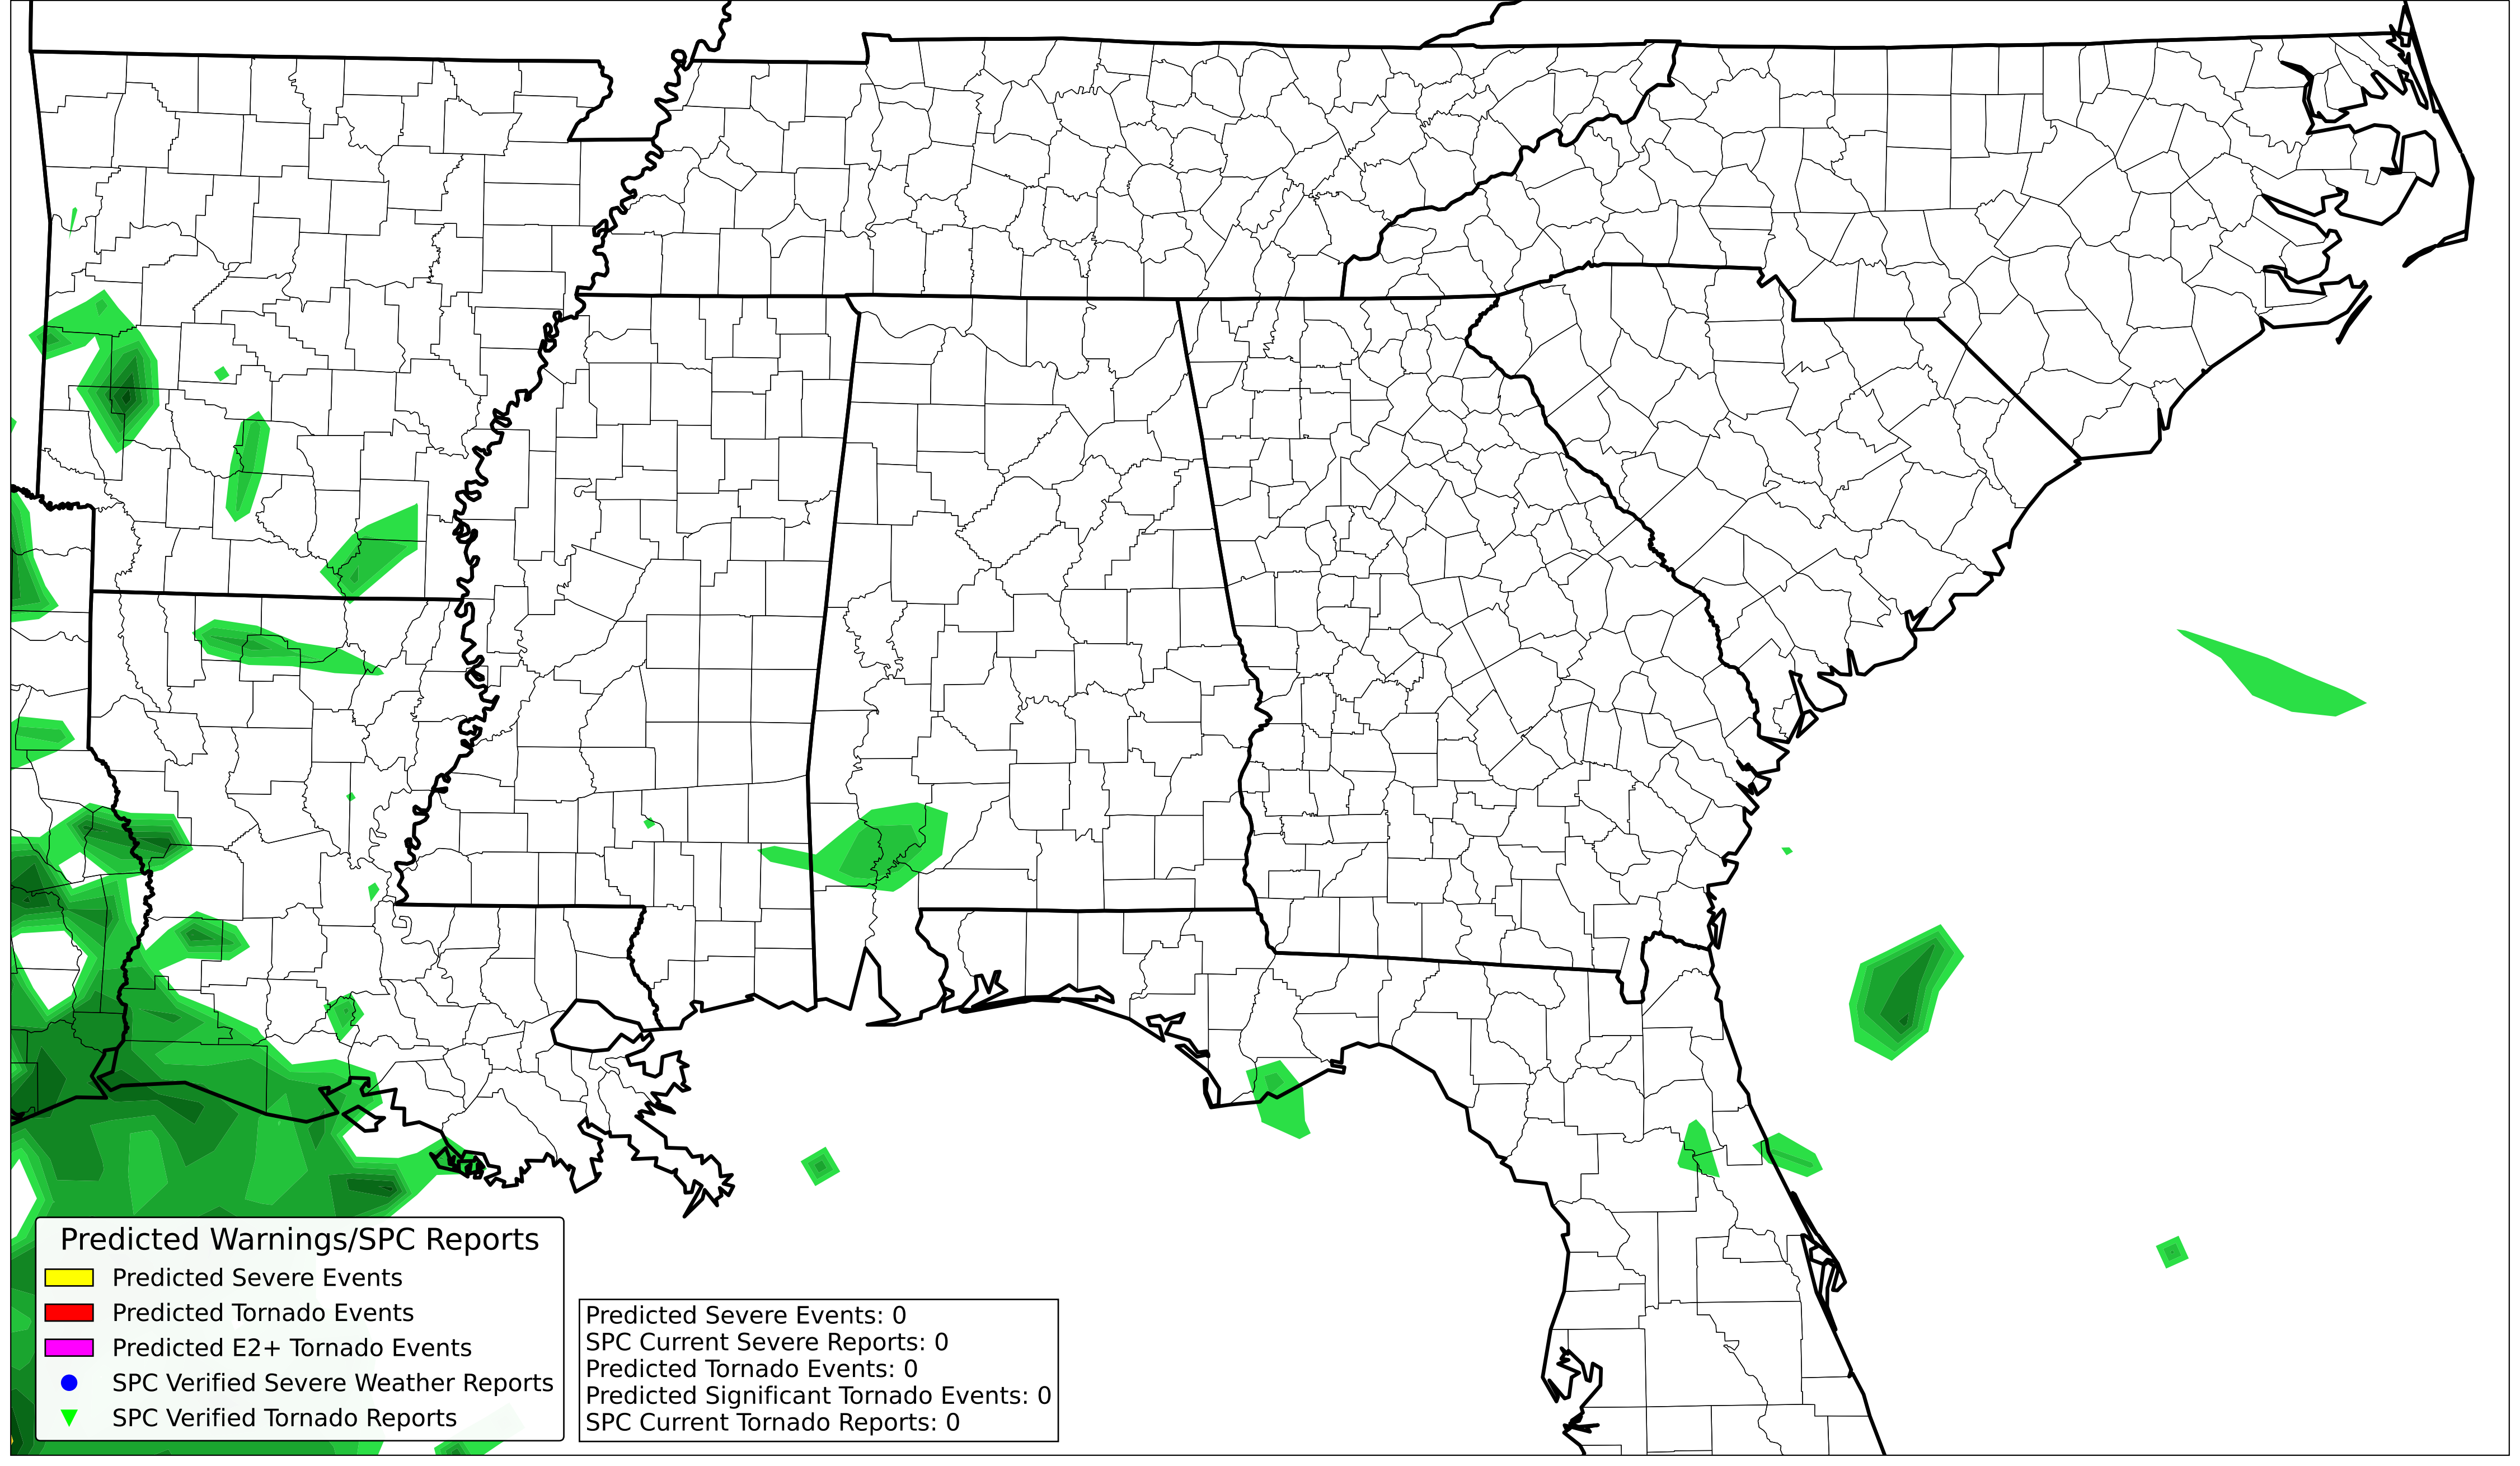 Predicted Warnings/SPC Reports
Predicted Severe Events
Predicted Tornado Events
Predicted E2+ Tornado Events
SPC Verified Severe Weather Reports
SPC Verified Tornado Reports
Predicted Severe Events: 0
SPC Current Severe Reports: 0
Predicted Tornado Events: 0
Predicted Significant Tornado Events: 0
SPC Current Tornado Reports: 0